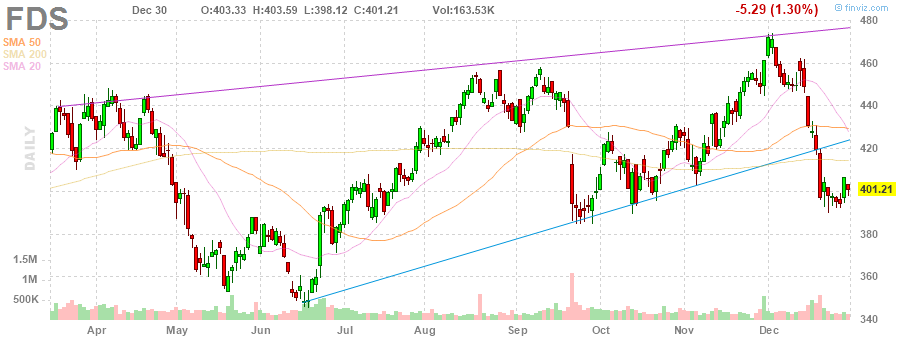 FDS Dec 30 O:403.33 H:403.59 L:398.12 C:401.21 Vol:163.53K -5.29 (1.30%)
© finviz.com
SMA 50
SMA 200
SMA 20
DAILY
480
460
440
420
401.21
380
360
340
1.5M
1M
500K
Apr May Jun Jul Aug Sep Oct Nov Dec